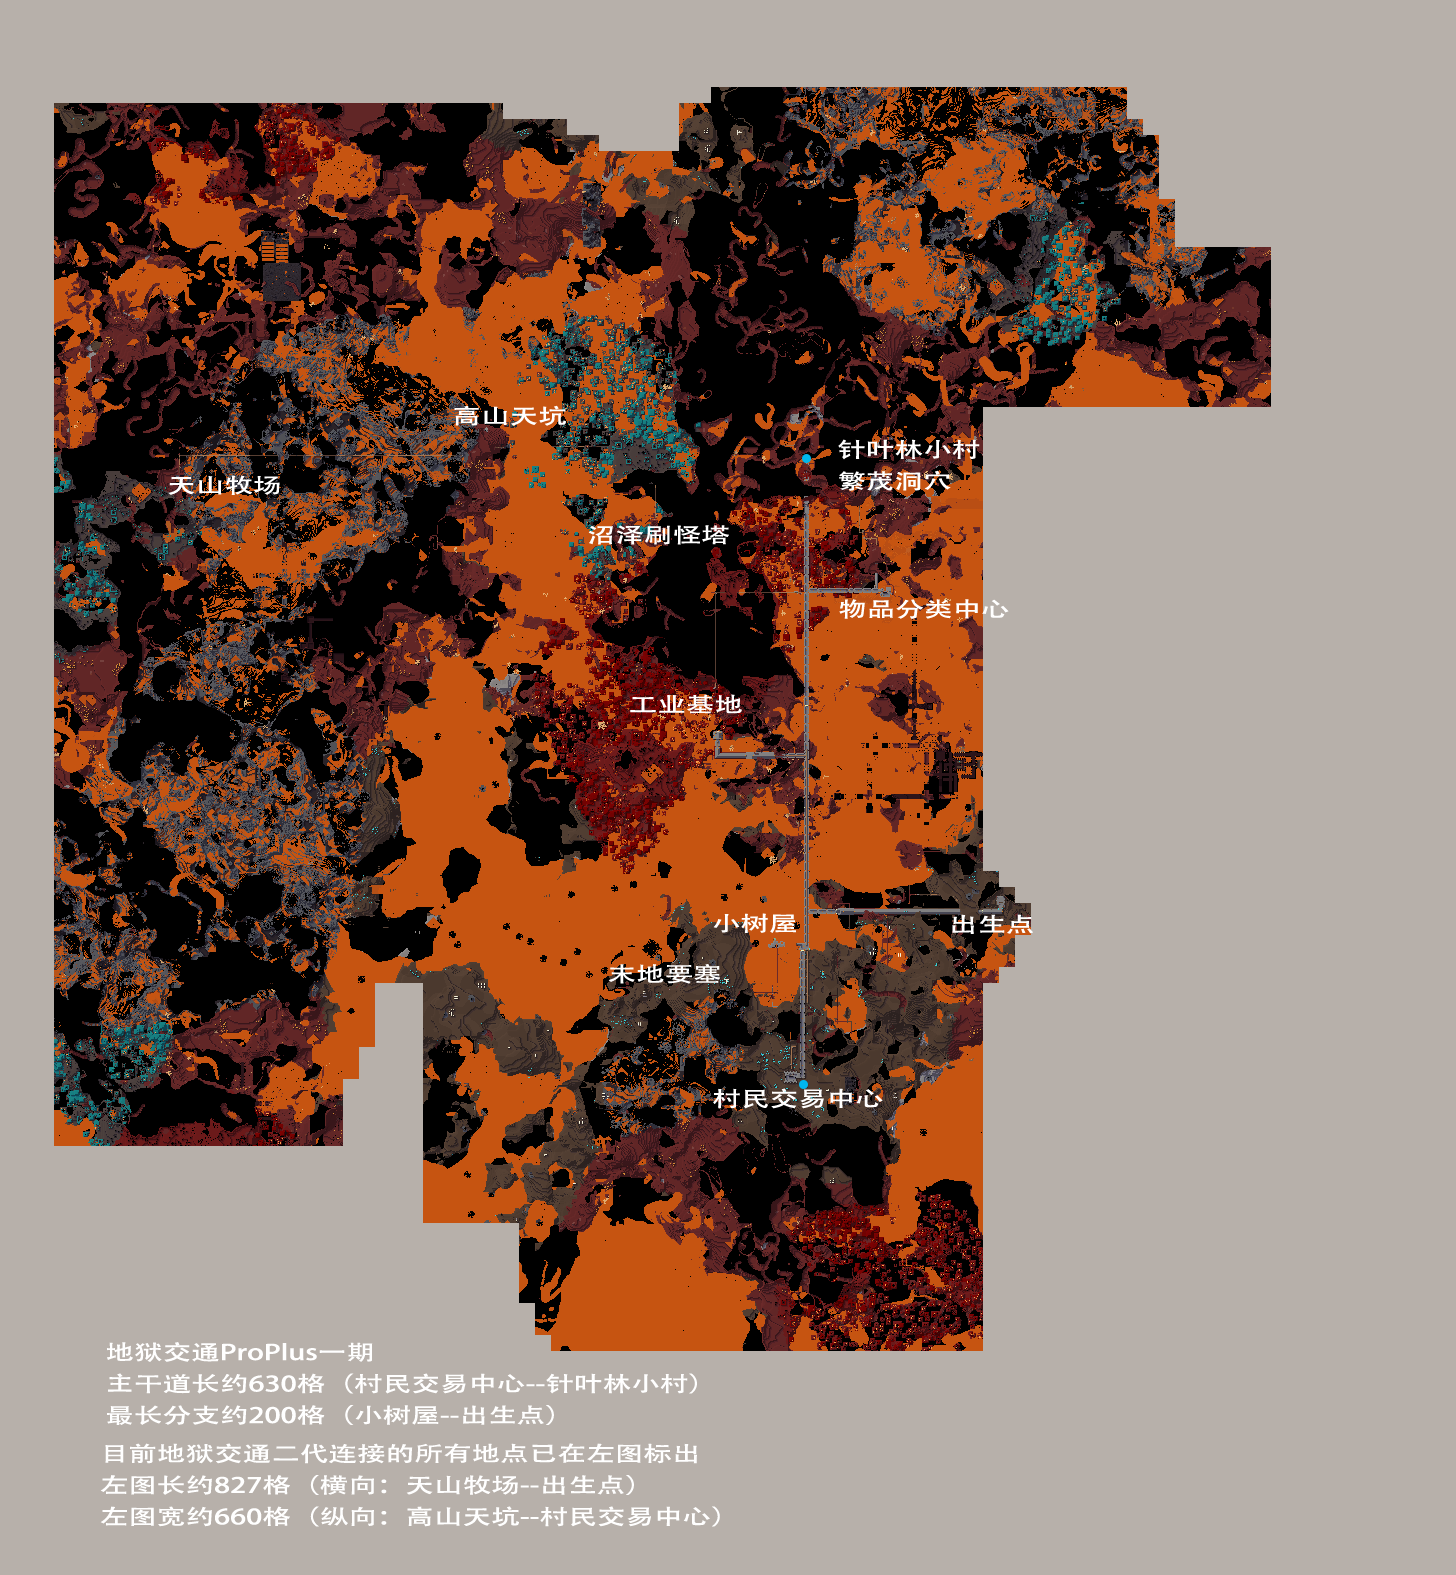 高山天坑
针叶林小村
繁茂洞穴
天山牧场
沼泽刷怪塔
物品分类中心
工业基地
小树屋
出生点
末地要塞
村民交易中心
地狱交通ProPlus一期
主干道长约630格（村民交易中心--针叶林小村）
最长分支约200格（小树屋--出生点）
目前地狱交通二代连接的所有地点已在左图标出
左图长约827格（横向：天山牧场--出生点）
左图宽约660格（纵向：高山天坑--村民交易中心）